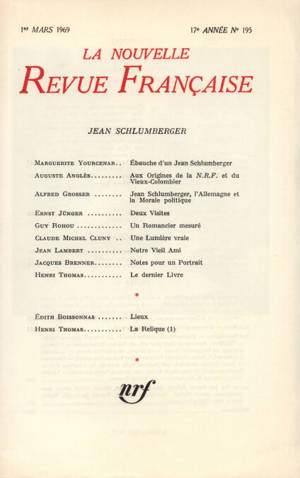 1er MARS 1969 17e ANNÉE No 195
LA NOUVELLE
REVUE FRANÇAISE
JEAN SCHLUMBERGER
MARGUERITE YOURCENAR.. Ébauche d'un Jean Schlumberger
AUGUSTE ANGLÈS......... Aux Origines de la N.R.F. et du
Vieux-Colombier
ALFRED GROSSER ........ Jean Schlumberger, l'Allemagne et
la Morale politique
ERNST JÜNGER .......... Deux Visites
GUY ROHOU ............. Un Romancier mesuré
CLAUDE MICHEL CLUNY .. Une Lumière vraie
JEAN LAMBERT .......... Notre Vieil Ami
JACQUES BRENNER........ Notes pour un Portrait
HENRI THOMAS........... Le dernier Livre
*
ÉDITH BOISSONNAS ....... Lieux
HENRI THOMAS........... La Relique (1)
*
nrf